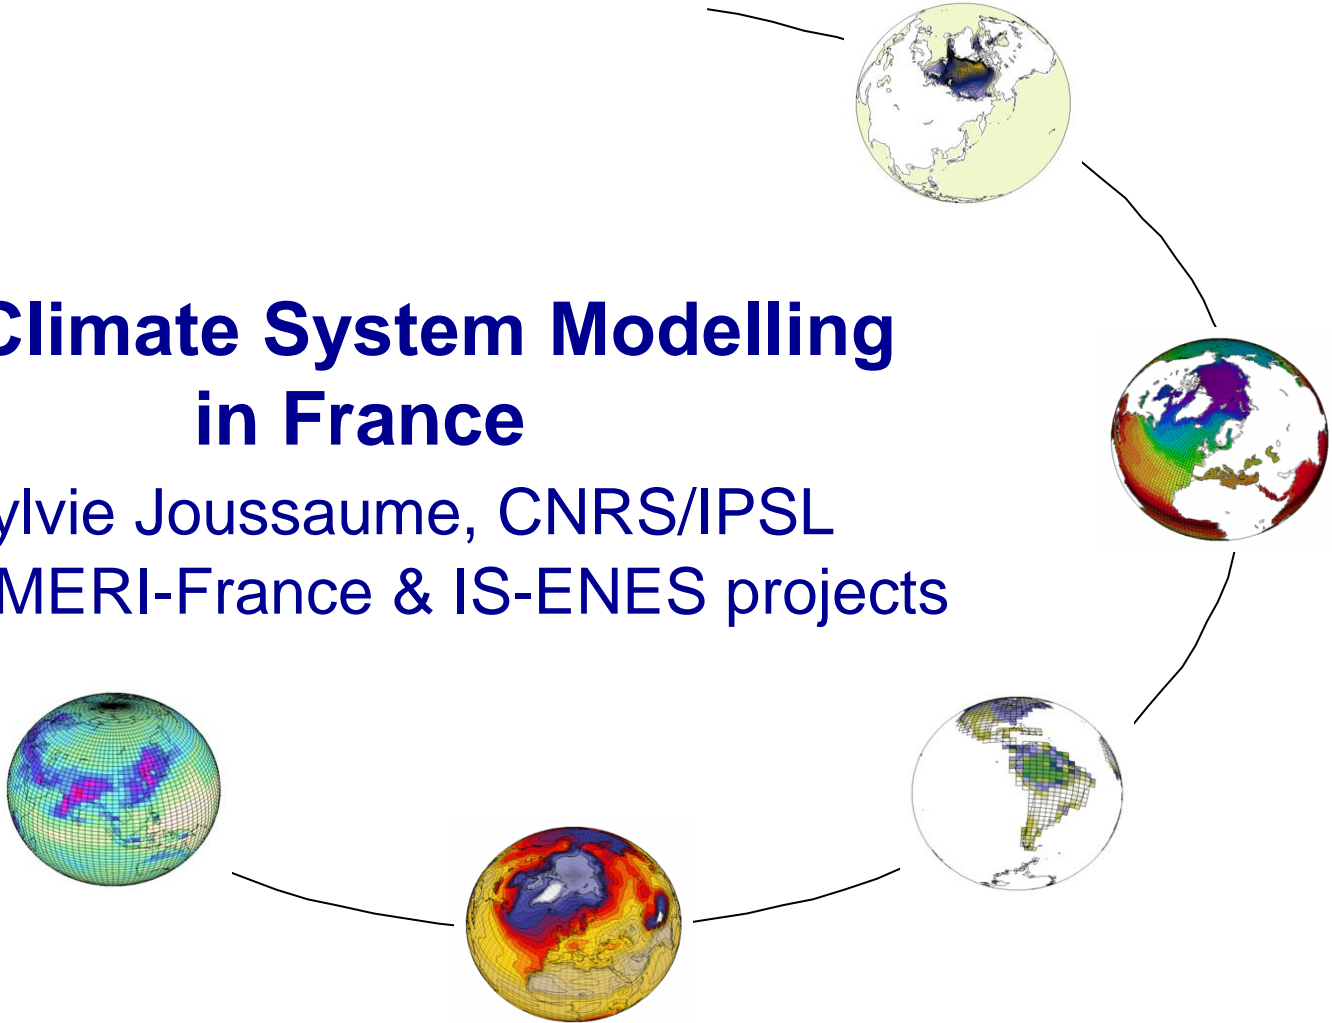 Climate System Modelling
in France
ylvie Joussaume, CNRS/IPSL
MERI-France & IS-ENES projects